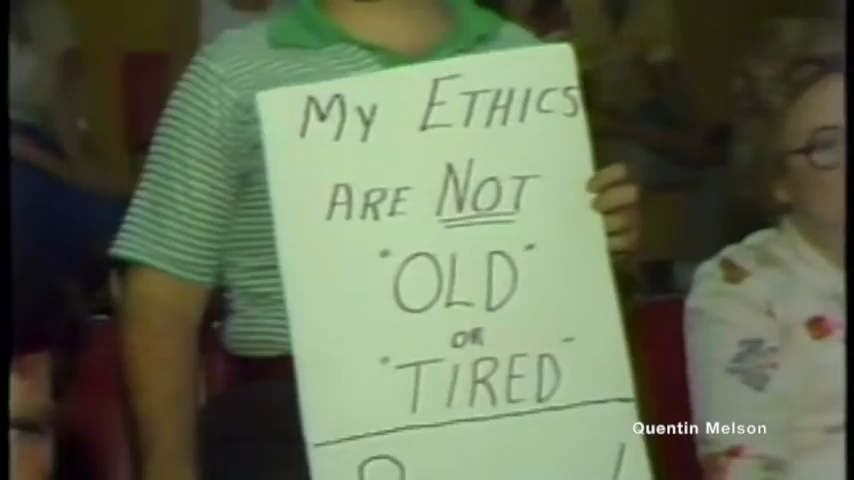 MY ETHICS
ARE NOT
"OLD"
OR
"TIRED"
Quentin Melson